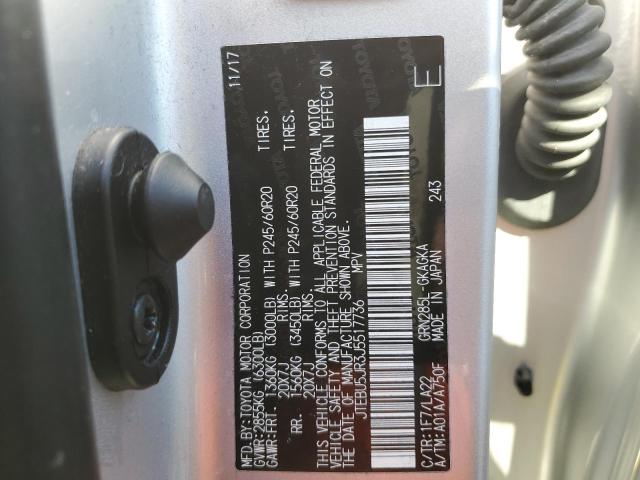 MFD.BY:TOYOTA MOTOR CORPORATION 11/17
GVWR:2855KG (6300LB)
GAWR:FRT. 1360KG (3000LB) WITH P245/60R20 TIRES,
20X7J RIMS,
RR. 1560KG (3450LB) WITH P245/60R20 TIRES,
20X7J RIMS.
THIS VEHICLE CONFORMS TO ALL APPLICABLE FEDERAL MOTOR
VEHICLE SAFETY AND THEFT PREVENTION STANDARDS IN EFFECT ON
THE DATE OF MANUFACTURE SHOWN ABOVE.
JTEBU5JR3J5517736 MPV
C/TR:1F7/LA22 GRN285L-GKAGKA E
A/TM:A01A/A750F MADE IN JAPAN 243